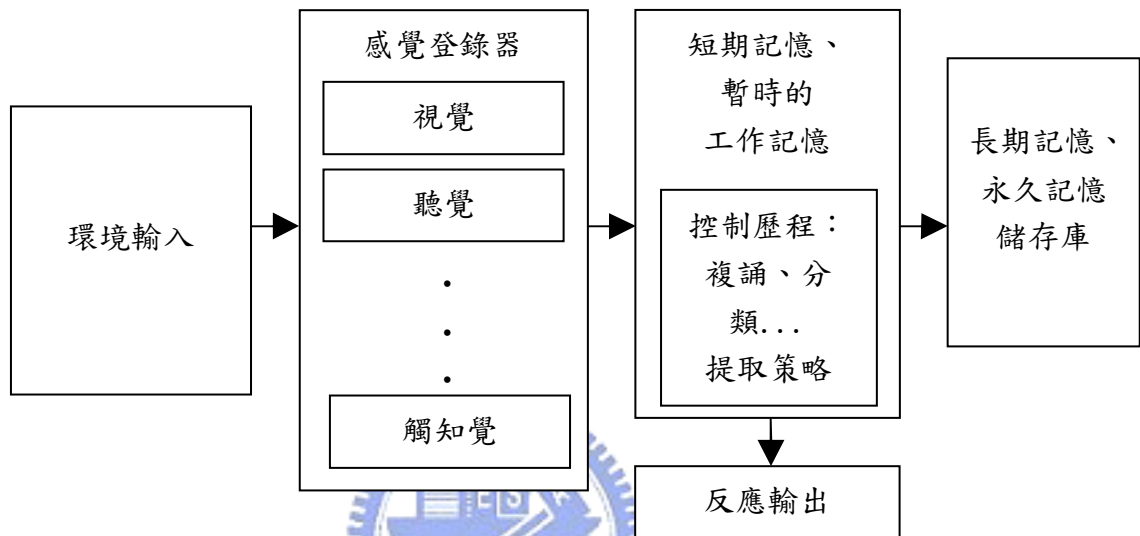 環境輸入
感覺登錄器
視覺
聽覺
.
.
.
觸知覺
短期記憶、
暫時的
工作記憶
控制歷程：
複誦、分
類...
提取策略
長期記憶、
永久記憶
儲存庫
反應輸出